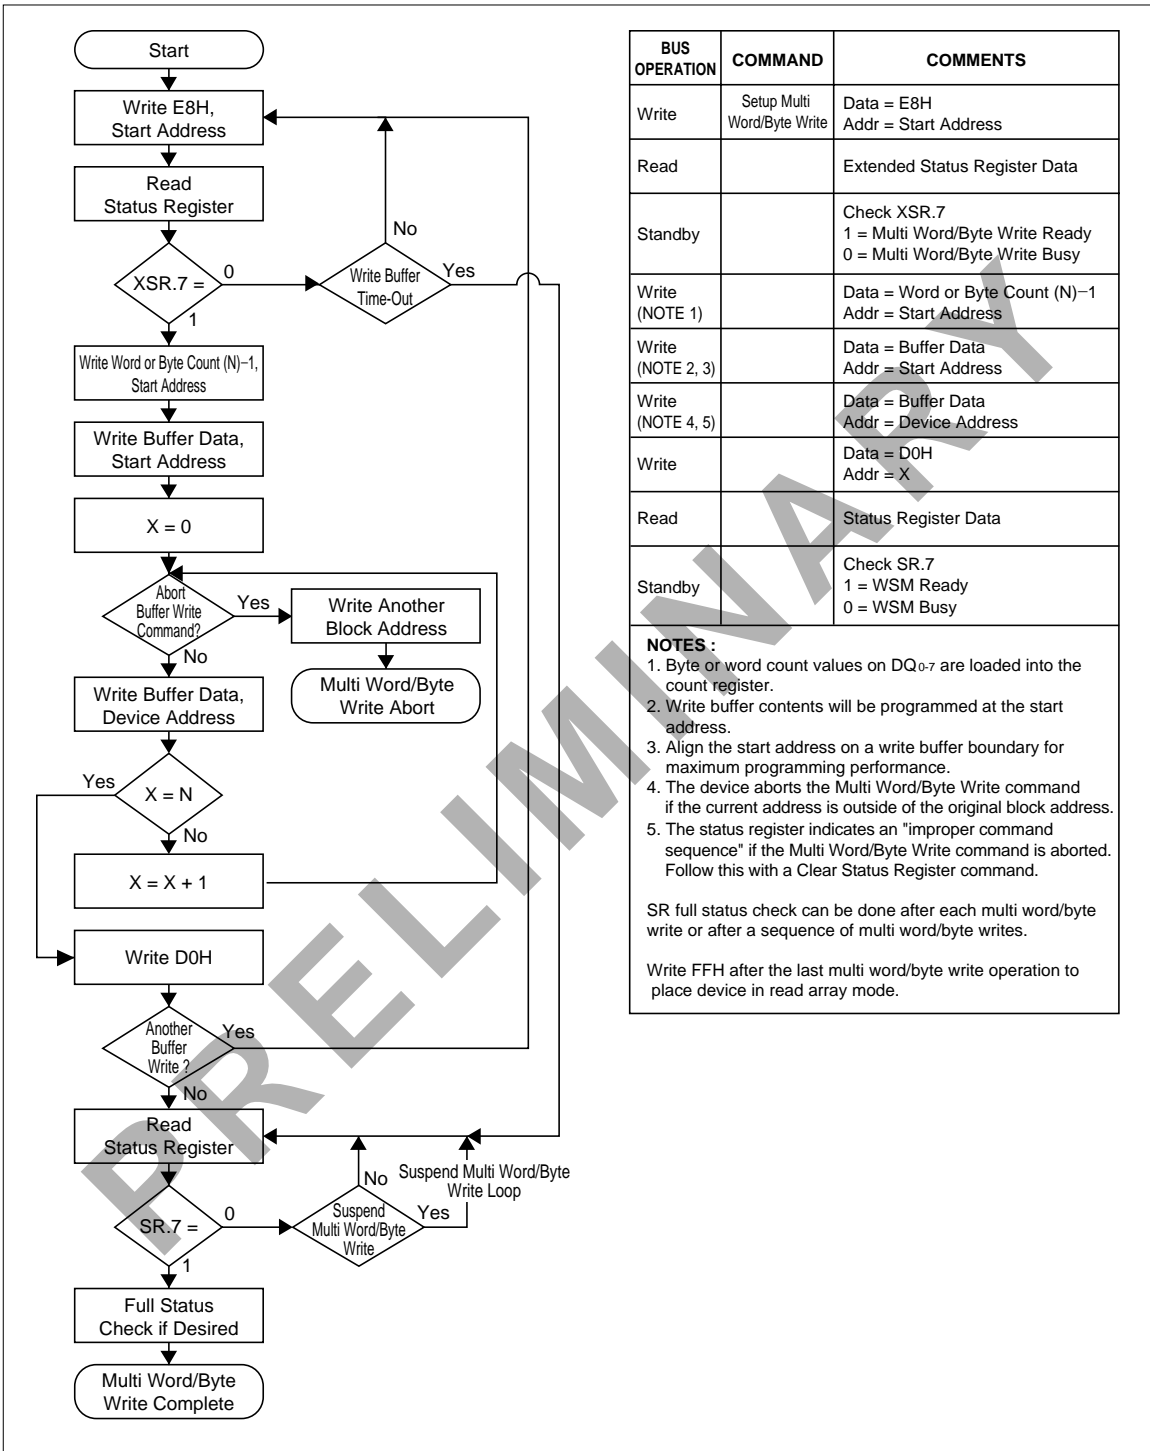 Start
Write E8H,
Start Address
Read
Status Register
No
XSR.7 =
0
Write Buffer
Time-Out
Yes
1
Write Word or Byte Count (N)−1,
Start Address
Write Buffer Data,
Start Address
X = 0
Abort
Buffer Write
Command?
Yes
Write Another
Block Address
No
Multi Word/Byte
Write Abort
Write Buffer Data,
Device Address
Yes
X = N
No
X = X + 1
Write D0H
Another
Buffer
Write ?
Yes
No
Read
Status Register
No
Suspend Multi Word/Byte
Write Loop
SR.7 =
0
Suspend
Multi Word/Byte
Write
Yes
1
Full Status
Check if Desired
Multi Word/Byte
Write Complete
BUS
OPERATION
COMMAND
COMMENTS
Write
Setup Multi
Word/Byte Write
Data = E8H
Addr = Start Address
Read
Extended Status Register Data
Standby
Check XSR.7
1 = Multi Word/Byte Write Ready
0 = Multi Word/Byte Write Busy
Write
(NOTE 1)
Data = Word or Byte Count (N)−1
Addr = Start Address
Write
(NOTE 2, 3)
Data = Buffer Data
Addr = Start Address
Write
(NOTE 4, 5)
Data = Buffer Data
Addr = Device Address
Write
Data = D0H
Addr = X
Read
Status Register Data
Standby
Check SR.7
1 = WSM Ready
0 = WSM Busy
NOTES :
1. Byte or word count values on DQ0-7 are loaded into the
count register.
2. Write buffer contents will be programmed at the start
address.
3. Align the start address on a write buffer boundary for
maximum programming performance.
4. The device aborts the Multi Word/Byte Write command
if the current address is outside of the original block address.
5. The status register indicates an "improper command
sequence" if the Multi Word/Byte Write command is aborted.
Follow this with a Clear Status Register command.
SR full status check can be done after each multi word/byte
write or after a sequence of multi word/byte writes.
Write FFH after the last multi word/byte write operation to
place device in read array mode.
PRELIMINARY